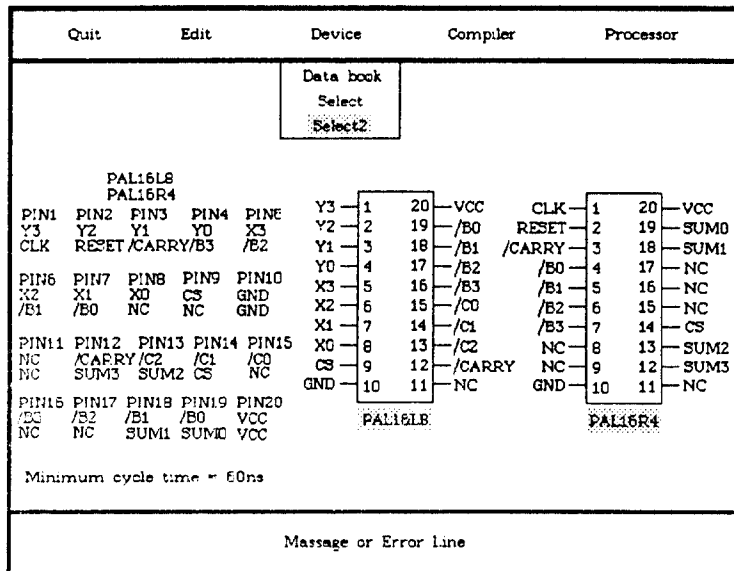 Quit Edit Device Compiler Processor
Data book
Select
Select2
PAL16L8
PAL16R4
PIN1 PIN2 PIN3 PIN4 PIN5
Y3 Y2 Y1 Y0 X3
CLK RESET /CARRY /B3 /B2
PIN6 PIN7 PIN8 PIN9 PIN10
X2 X1 X0 CS GND
/B1 /B0 NC NC GND
PIN11 PIN12 PIN13 PIN14 PIN15
NC /CARRY /C2 /C1 /C0
NC SUM3 SUM2 CS NC
PIN16 PIN17 PIN18 PIN19 PIN20
/B3 /B2 /B1 /B0 VCC
NC NC SUM1 SUM0 VCC
Minimum cycle time = 60ns
Y3 1 20 VCC
Y2 2 19 /B0
Y1 3 18 /B1
Y0 4 17 /B2
X3 5 16 /B3
X2 6 15 /C0
X1 7 14 /C1
X0 8 13 /C2
CS 9 12 /CARRY
GND 10 11 NC
PAL16L8
CLK 1 20 VCC
RESET 2 19 SUM0
/CARRY 3 18 SUM1
/B0 4 17 NC
/B1 5 16 NC
/B2 6 15 NC
/B3 7 14 CS
NC 8 13 SUM2
NC 9 12 SUM3
GND 10 11 NC
PAL16R4
Massage or Error Line